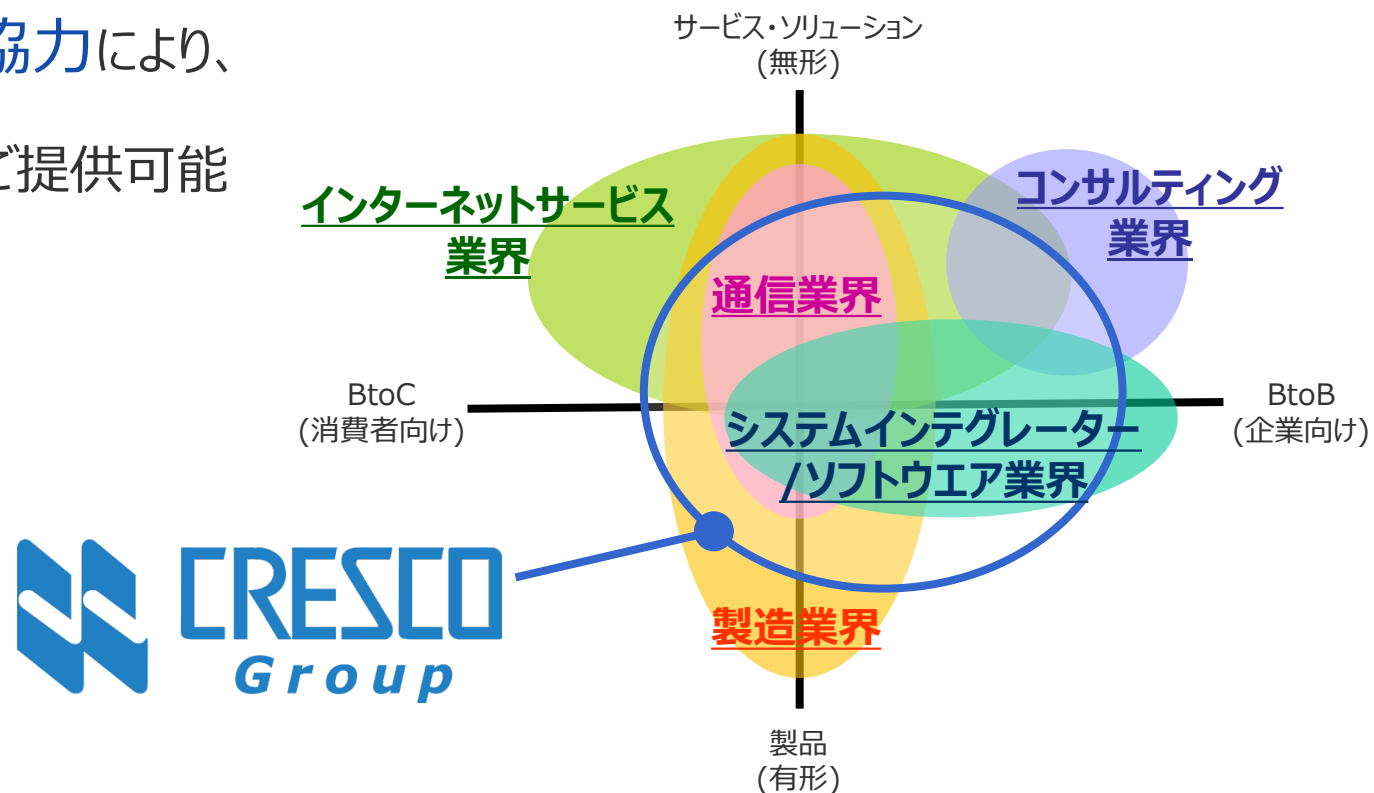 協力により、
ご提供可能
サービス・ソリューション
(無形)
インターネットサービス
業界
コンサルティング
業界
通信業界
BtoC
(消費者向け)
BtoB
(企業向け)
システムインテグレーター
/ソフトウエア業界
CRESCO
Group
製造業界
製品
(有形)